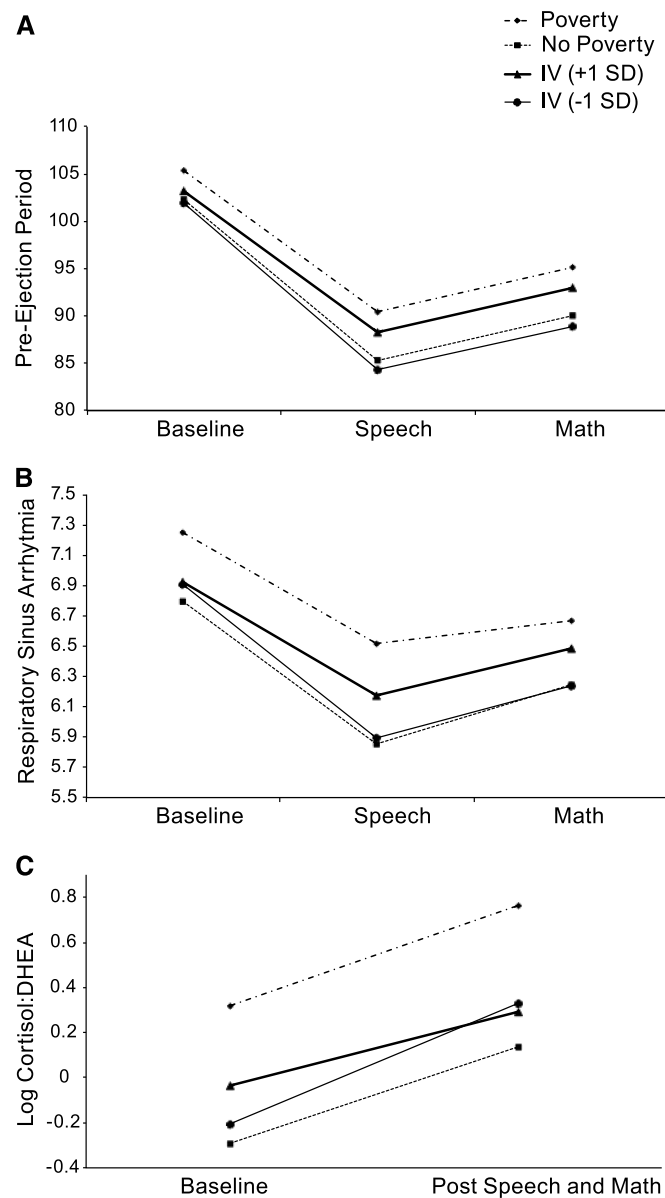 A
Poverty
No Poverty
IV (+1 SD)
IV (-1 SD)
Pre-Ejection Period
110
105
100
95
90
85
80
Baseline Speech Math
B
Respiratory Sinus Arrhytmia
7.5
7.3
7.1
6.9
6.7
6.5
6.3
6.1
5.9
5.7
5.5
Baseline Speech Math
C
Log Cortisol:DHEA
0.8
0.6
0.4
0.2
0
-0.2
-0.4
Baseline Post Speech and Math